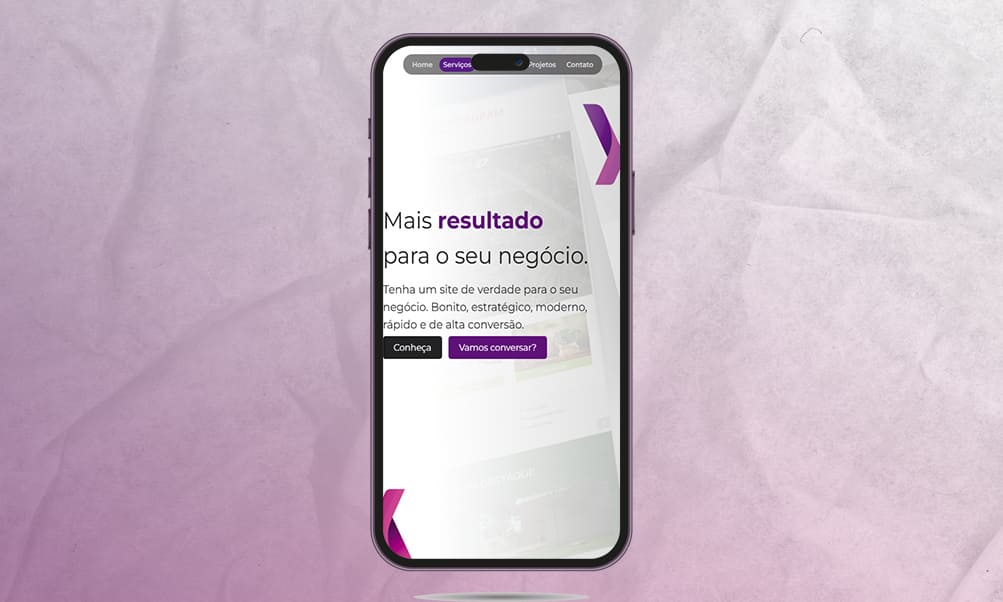 Home Serviços Projetos Contato
Mais resultado
para o seu negócio.
Tenha um site de verdade para o seu
negócio. Bonito, estratégico, moderno,
rápido e de alta conversão.
Conheça Vamos conversar?